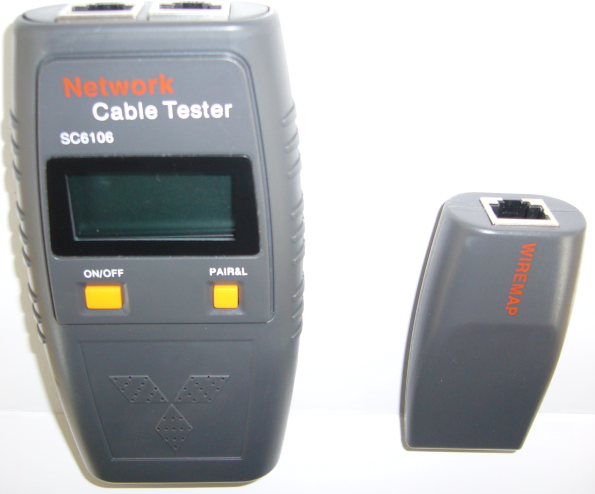 Network
Cable Tester
SC6106
ON/OFF
PAIR&L
WIREMAP